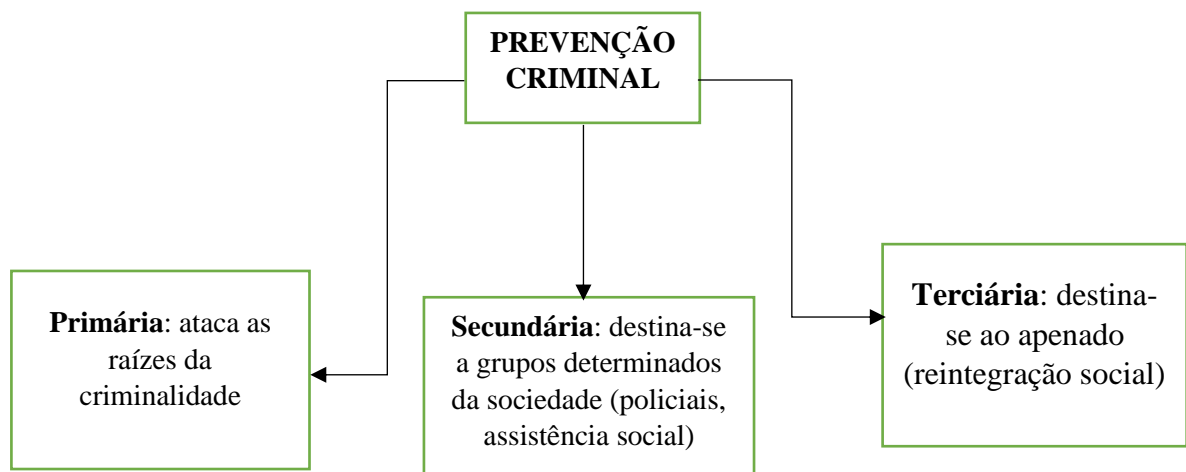 PREVENÇÃO
CRIMINAL
Primária: ataca as
raízes da
criminalidade
Secundária: destina-se
a grupos determinados
da sociedade (policiais,
assistência social)
Terciária: destina-
se ao apenado
(reintegração social)